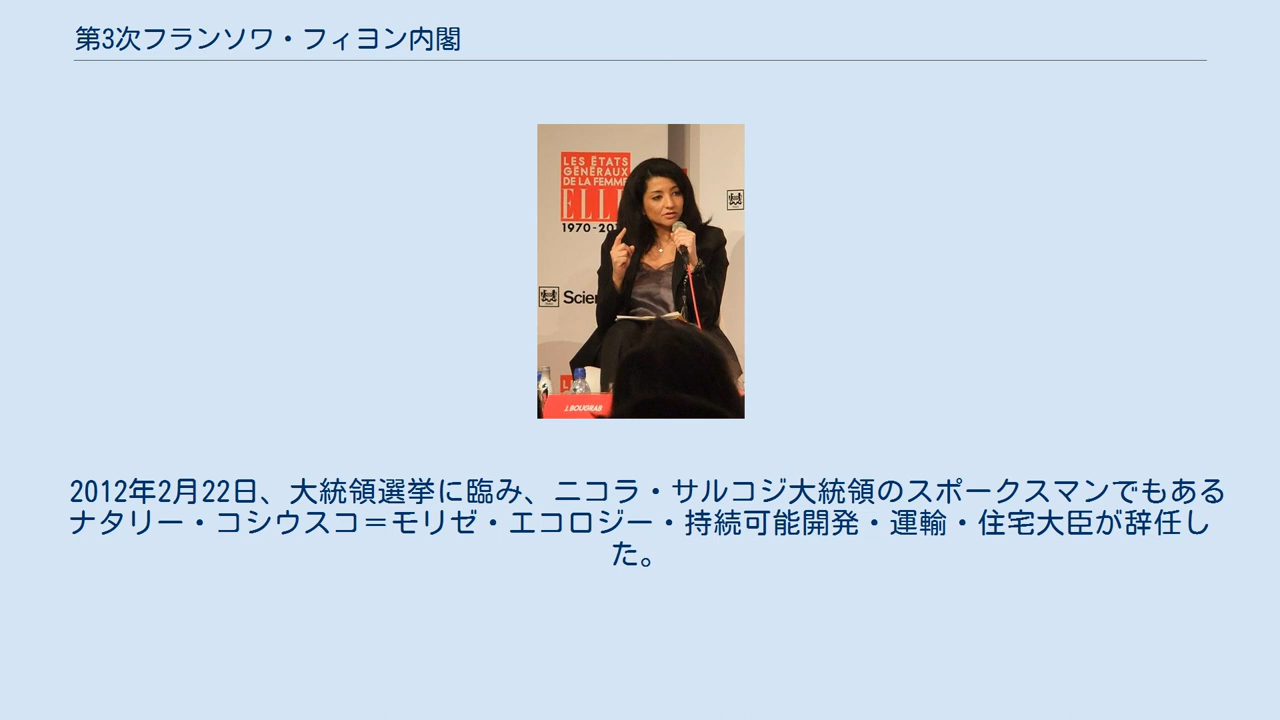 第3次フランソワ・フィヨン内閣
LES ÉTATS
GÉNÉRAUX
DE LA FEMME
ELLE
1970-20
Scien
J.BOUGRAB
2012年2月22日、大統領選挙に臨み、ニコラ・サルコジ大統領のスポークスマンでもある
ナタリー・コシウスコ＝モリゼ・エコロジー・持続可能開発・運輸・住宅大臣が辞任し
た。